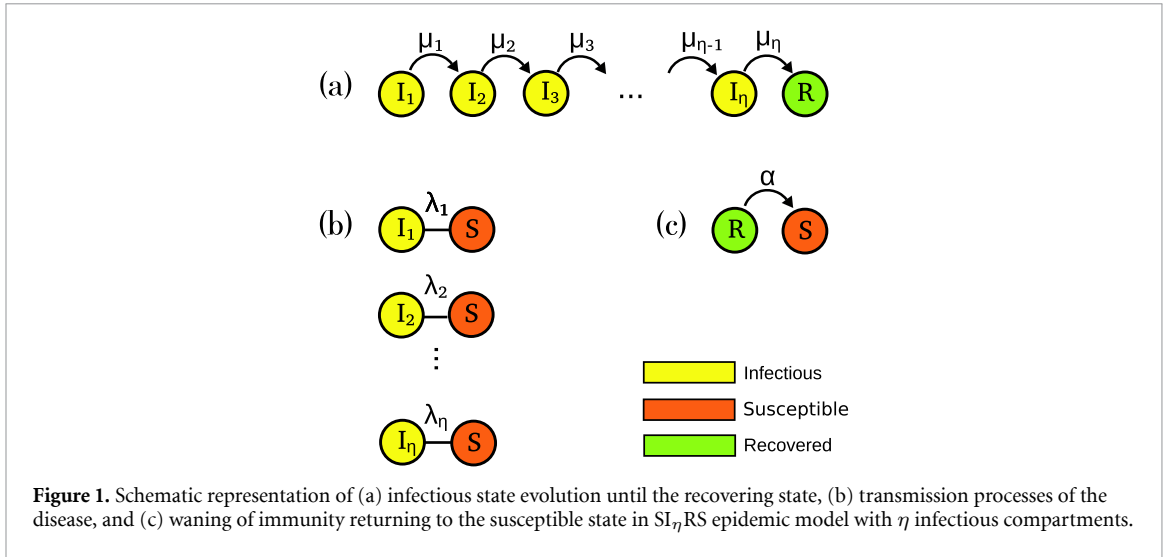 μ₁ μ₂ μ₃ μη-1 μη
(a) I₁ I₂ I₃ ... Iη R
α
(b) I₁ λ₁ S (c) R S
I₂ λ₂ S
⋮
Iη λη S
Infectious
Susceptible
Recovered
Figure 1. Schematic representation of (a) infectious state evolution until the recovering state, (b) transmission processes of the
disease, and (c) waning of immunity returning to the susceptible state in SIηRS epidemic model with η infectious compartments.